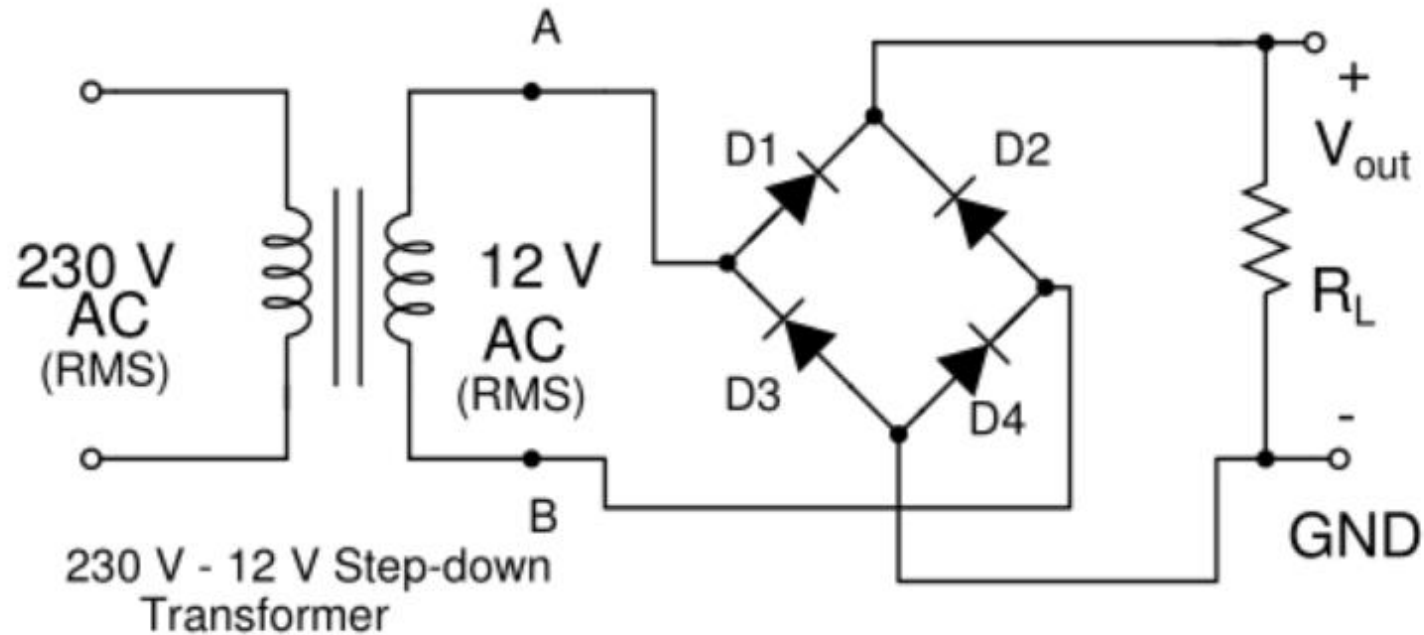 A
D1
D2
+
Vout
230 V
AC
(RMS)
12 V
AC
(RMS)
RL
D3
D4
-
B
GND
230 V - 12 V Step-down
Transformer